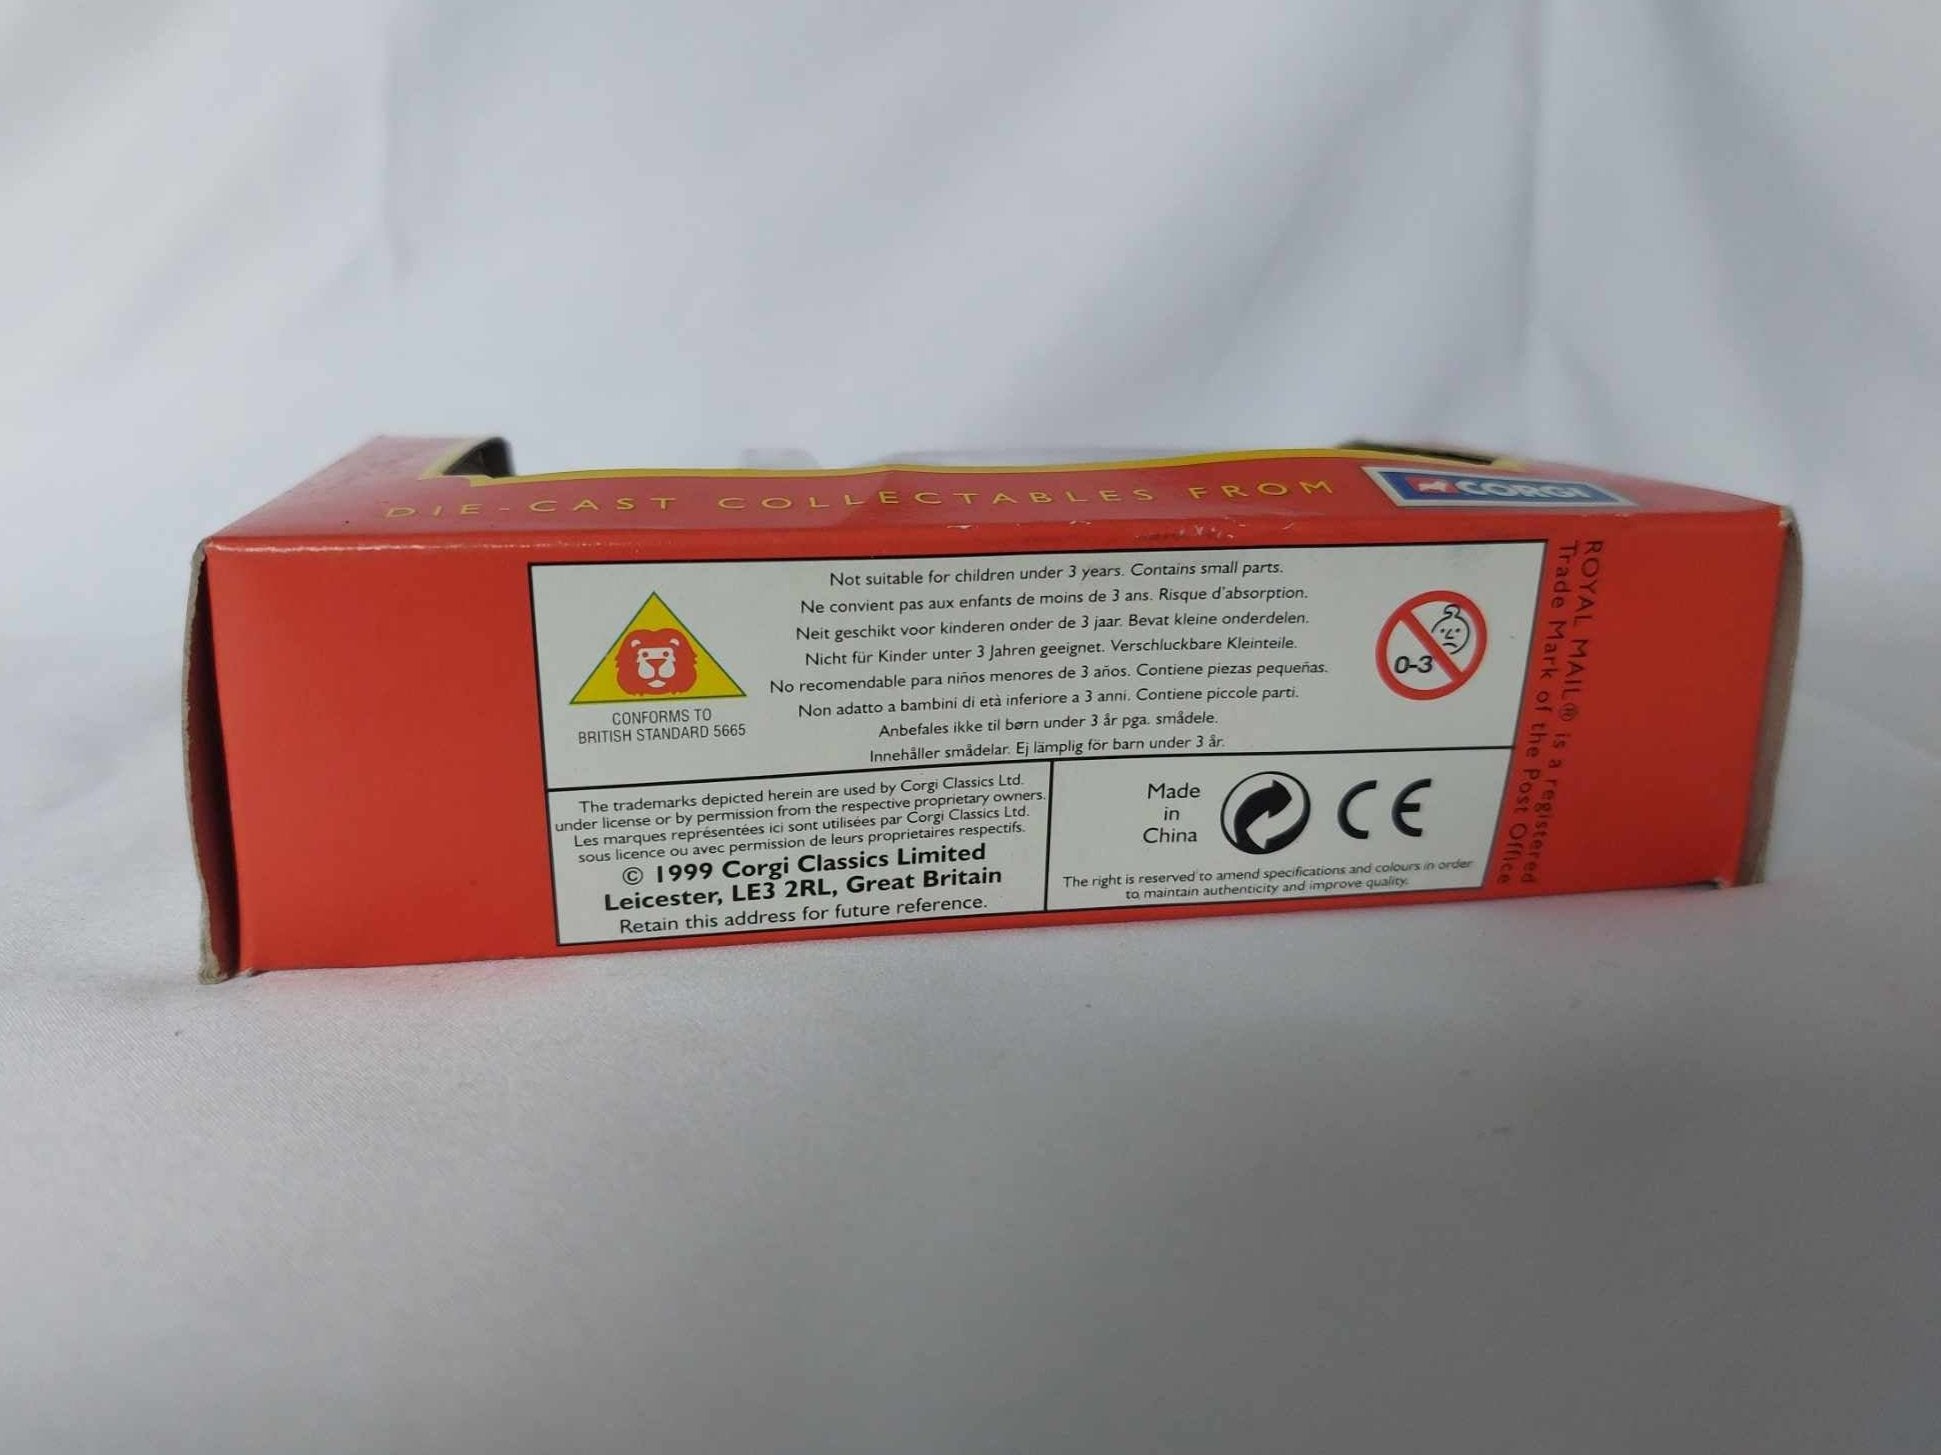 DIE-CAST COLLECTABLES FROM
CORGI
Not suitable for children under 3 years. Contains small parts.
Ne convient pas aux enfants de moins de 3 ans. Risque d'absorption.
Neit geschikt voor kinderen onder de 3 jaar. Bevat kleine onderdelen.
Nicht für Kinder unter 3 Jahren geeignet. Verschluckbare Kleinteile.
No recomendable para niños menores de 3 años. Contiene piezas pequeñas.
Non adatto a bambini di età inferiore a 3 anni. Contiene piccole parti.
Anbefales ikke til børn under 3 år pga. smådele.
Innehåller smådelar. Ej lämplig för barn under 3 år.
CONFORMS TO
BRITISH STANDARD 5665
0-3
The trademarks depicted herein are used by Corgi Classics Ltd.
under license or by permission from the respective proprietary owners.
Les marques représentées ici sont utilisées par Corgi Classics Ltd.
sous licence ou avec permission de leurs proprietaires respectifs.
© 1999 Corgi Classics Limited
Leicester, LE3 2RL, Great Britain
Retain this address for future reference.
Made
in
China
CE
The right is reserved to amend specifications and colours in order
to maintain authenticity and improve quality.
ROYAL MAIL® is a registered
Trade Mark of the Post Office